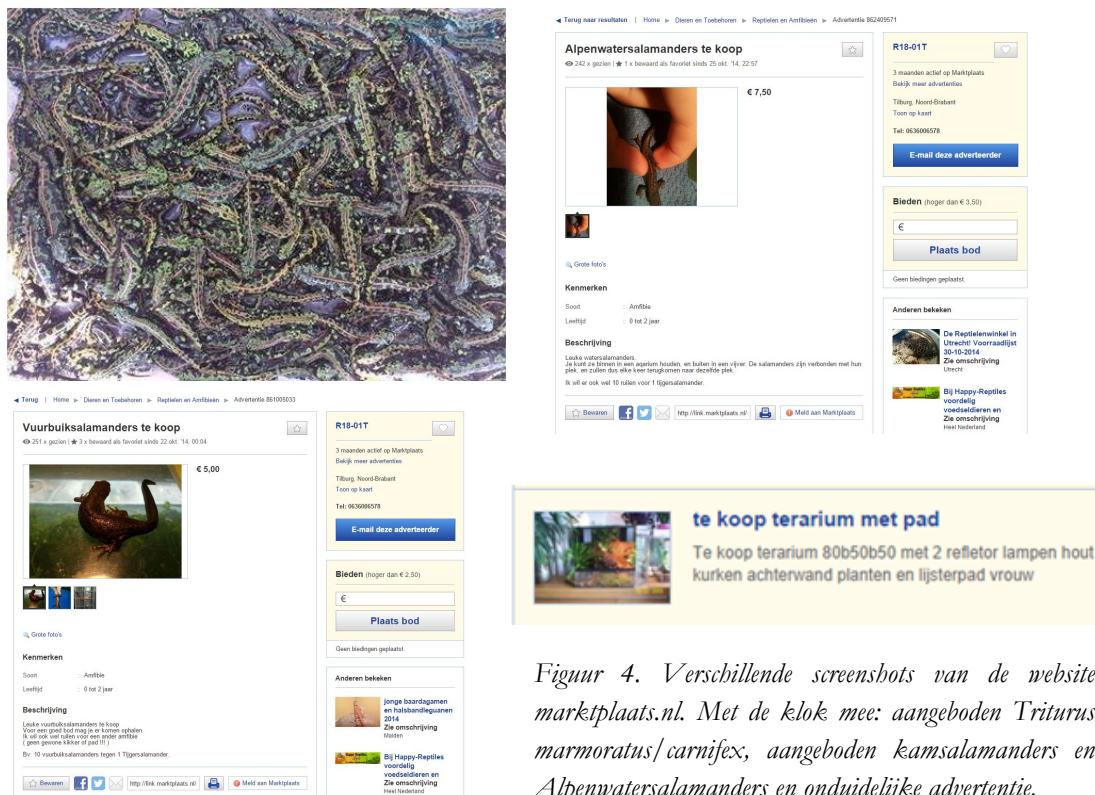 ◄ Terug naar resultaten | Home ► Dieren en Toebehoren ► Reptielen en Amfibieën ► Advertentie 862409571
Alpenwatersalamanders te koop
242 x gezien | ★ 1 x bewaard als favoriet sinds 25 okt. '14, 22:57
€ 7,50
Grote foto's
Kenmerken
Soort : Amfibie
Leeftijd : 0 tot 2 jaar
Beschrijving
Leuke watersalamanders.
Je kunt ze binnen in een aqarium houden, en buiten in een vijver. De salamanders zijn verbonden met hun
plek, en zullen dus elke keer terugkomen naar dezelfde plek.
Ik wil er ook wel 10 ruilen voor 1 tijgersalamander.
Bewaren
http://link.marktplaats.nl/
Meld aan Marktplaats
R18-01T
3 maanden actief op Marktplaats
Bekijk meer advertenties
Tilburg, Noord-Brabant
Toon op kaart
Tel: 0636006578
E-mail deze adverteerder
Bieden (hoger dan € 3,50)
€
Plaats bod
Geen biedingen geplaatst.
Anderen bekeken
De Reptielenwinkel in
Utrecht! Voorraadlijst
30-10-2014
Zie omschrijving
Utrecht
Bij Happy-Reptiles
voordelig
voedseldieren en
Zie omschrijving
Heel Nederland
◄ Terug | Home ► Dieren en Toebehoren ► Reptielen en Amfibieën ► Advertentie 861005033
Vuurbuiksalamanders te koop
251 x gezien | ★ 3 x bewaard als favoriet sinds 22 okt. '14, 00:04
€ 5,00
Grote foto's
Kenmerken
Soort : Amfibie
Leeftijd : 0 tot 2 jaar
Beschrijving
Leuke vuurbuiksalamanders te koop
Voor een goed bod mag je er komen ophalen.
Ik wil ook wel ruilen voor een ander amfibie
( geen gewone kikker of pad !!! )
Bv: 10 vuurbuiksalamanders tegen 1 Tijgersalamander.
Bewaren
http://link.marktplaats.nl/
Meld aan Marktplaats
R18-01T
3 maanden actief op Marktplaats
Bekijk meer advertenties
Tilburg, Noord-Brabant
Toon op kaart
Tel: 0636006578
E-mail deze adverteerder
Bieden (hoger dan € 2,50)
€
Plaats bod
Geen biedingen geplaatst.
Anderen bekeken
jonge baardagamen
en halsbandleguanen
2014
Zie omschrijving
Malden
Bij Happy-Reptiles
voordelig
voedseldieren en
Zie omschrijving
Heel Nederland
te koop terarium met pad
Te koop terarium 80b50b50 met 2 refletor lampen hout
kurken achterwand planten en lijsterpad vrouw
Figuur 4. Verschillende screenshots van de website
marktplaats.nl. Met de klok mee: aangeboden Triturus
marmoratus/carnifex, aangeboden kamsalamanders en
Alpenwatersalamanders en onduidelijke advertentie.